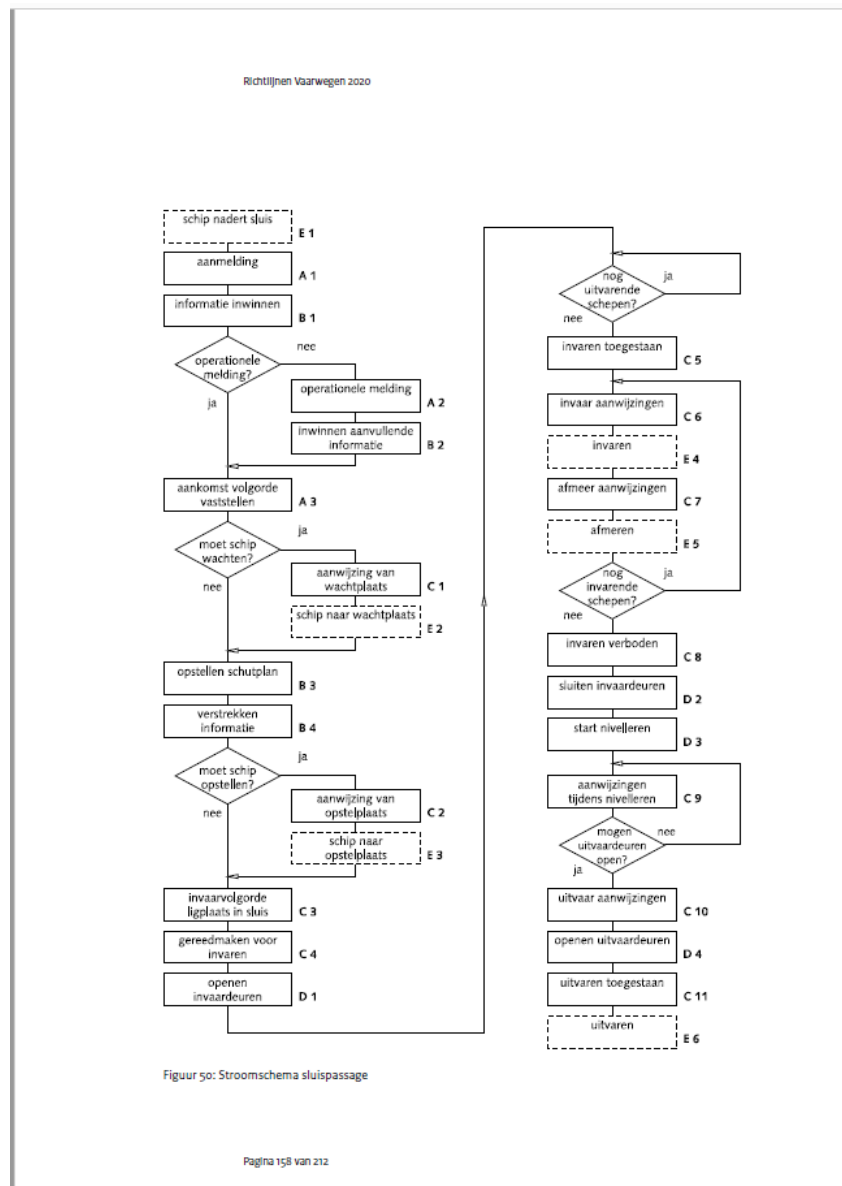 Richtlijnen Vaarwegen 2020
schip nadert sluis
E 1
aanmelding
A 1
informatie inwinnen
B 1
nee
operationele
melding?
ja
operationele melding
A 2
inwinnen aanvullende
informatie
B 2
aankomst volgorde
vaststellen
A 3
ja
moet schip
wachten?
nee
aanwijzing van
wachtplaats
C 1
schip naar wachtplaats
E 2
opstellen schutplan
B 3
verstrekken
informatie
B 4
ja
moet schip
opstellen?
nee
aanwijzing van
opstelplaats
C 2
schip naar
opstelplaats
E 3
invaarvolgorde
ligplaats in sluis
C 3
gereedmaken voor
invaren
C 4
openen
invaardeuren
D 1
nog
uitvarende
schepen?
ja
nee
invaren toegestaan
C 5
invaar aanwijzingen
C 6
invaren
E 4
afmeer aanwijzingen
C 7
afmeren
E 5
nog
invarende
schepen?
ja
nee
invaren verboden
C 8
sluiten invaardeuren
D 2
start nivelleren
D 3
aanwijzingen
tijdens nivelleren
C 9
mogen
uitvaardeuren
open?
nee
ja
uitvaar aanwijzingen
C 10
openen uitvaardeuren
D 4
uitvaren toegestaan
C 11
uitvaren
E 6
Figuur 50: Stroomschema sluispassage
Pagina 158 van 212